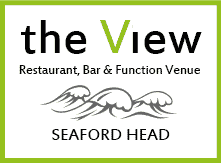 the View
Restaurant, Bar & Function Venue
SEAFORD HEAD